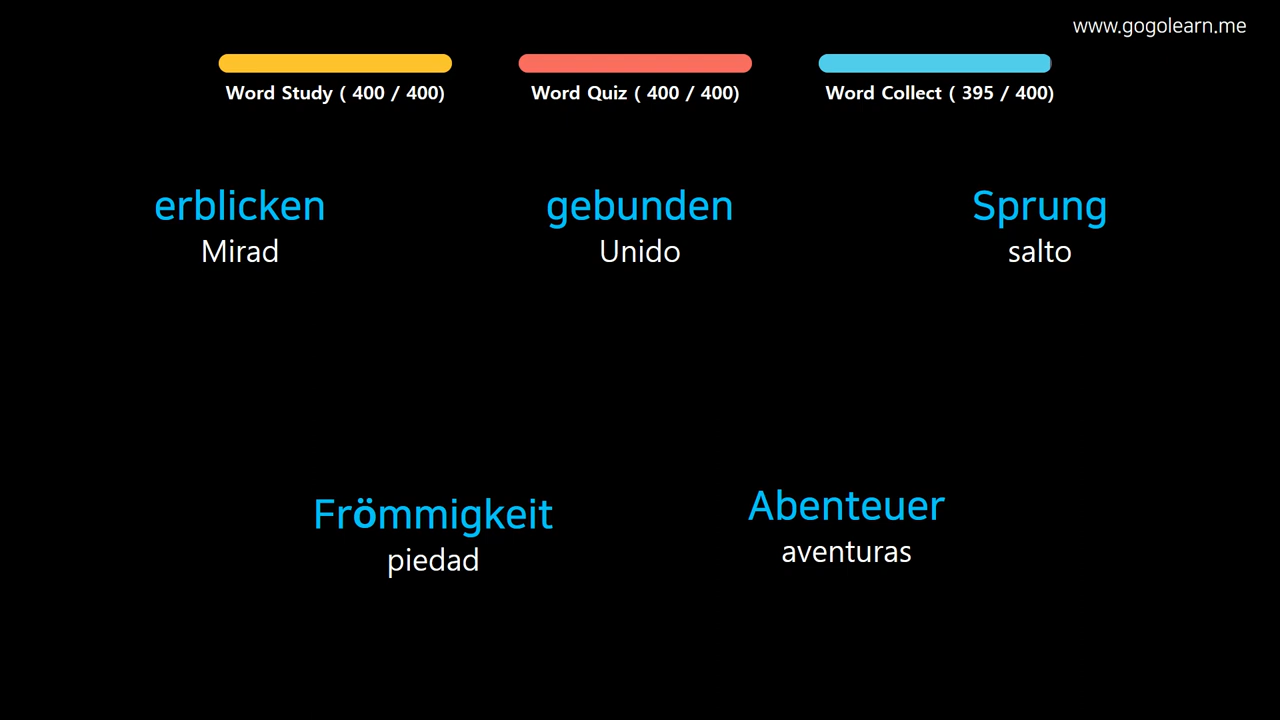 www.gogolearn.me
Word Study ( 400 / 400)
Word Quiz ( 400 / 400)
Word Collect ( 395 / 400)
erblicken
Mirad
gebunden
Unido
Sprung
salto
Frömmigkeit
piedad
Abenteuer
aventuras